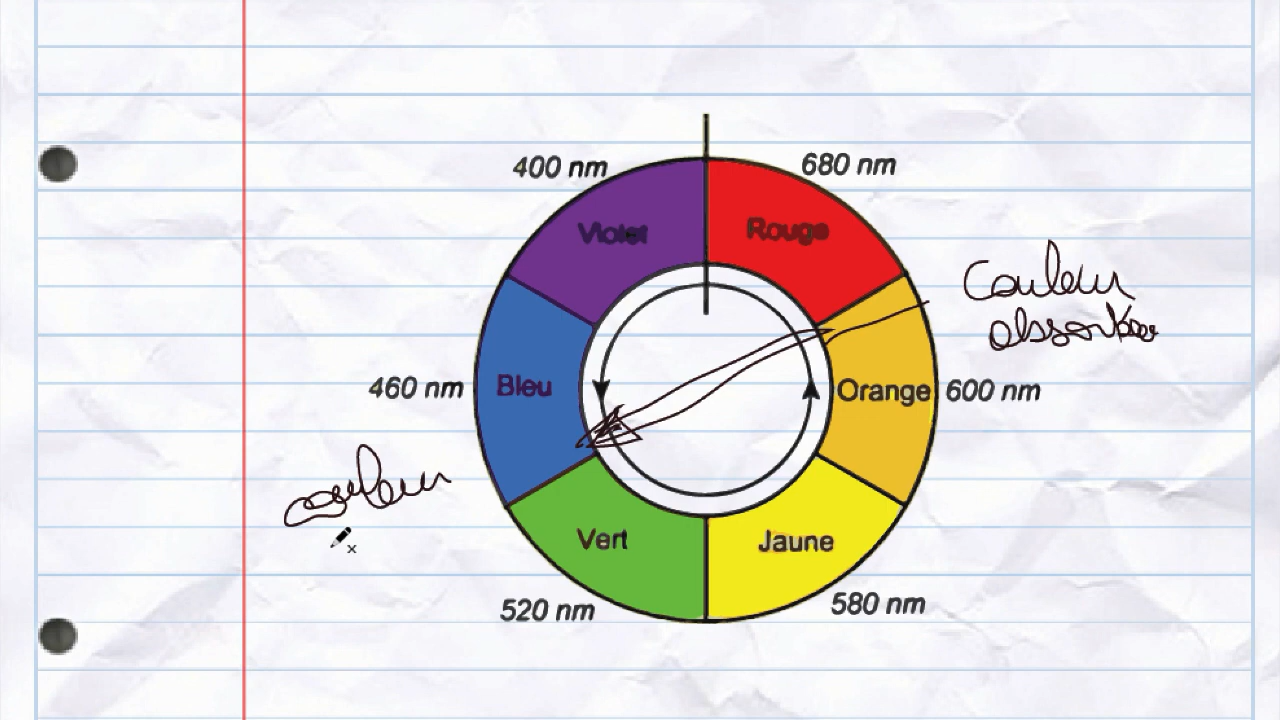 400 nm
680 nm
Violet
Rouge
Couleur
absorbée
460 nm
Bleu
Orange
600 nm
couleur
Vert
Jaune
520 nm
580 nm